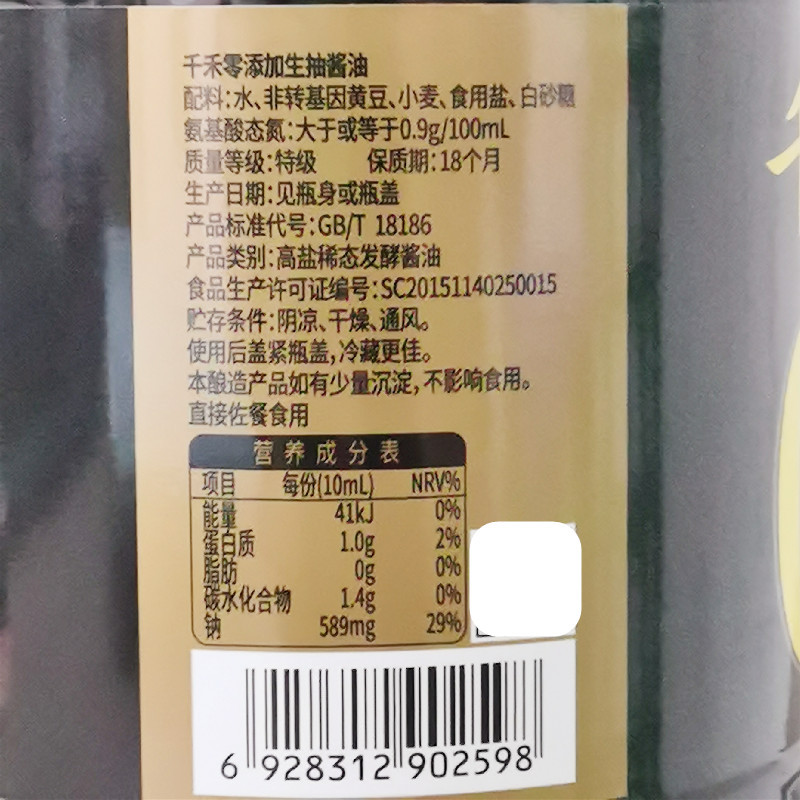 千禾零添加生抽酱油
配料:水、非转基因黄豆、小麦、食用盐、白砂糖
氨基酸态氮:大于或等于0.9g/100mL
质量等级:特级 保质期:18个月
生产日期:见瓶身或瓶盖
产品标准代号:GB/T 18186
产品类别:高盐稀态发酵酱油
食品生产许可证编号:SC20151140250015
贮存条件:阴凉、干燥、通风。
使用后盖紧瓶盖,冷藏更佳。
本酿造产品如有少量沉淀,不影响食用。
直接佐餐食用
营养成分表
项目 每份(10mL) NRV%
能量 41kJ 0%
蛋白质 1.0g 2%
脂肪 0g 0%
碳水化合物 1.4g 0%
钠 589mg 29%
6 928312 902598